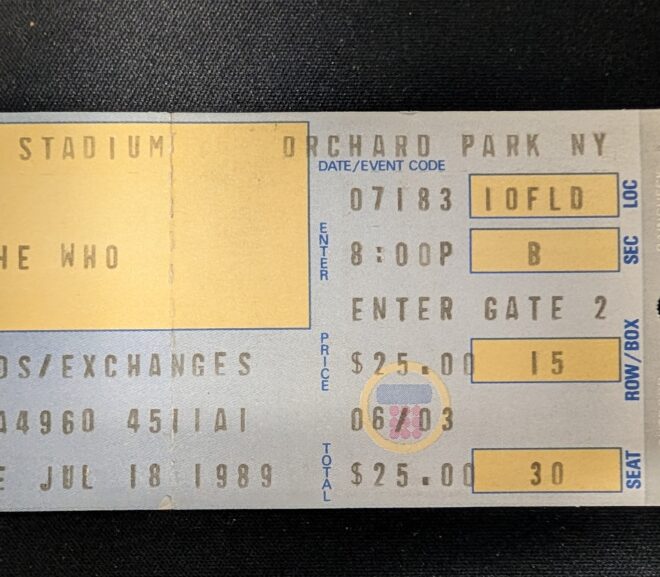 STADIUM ORCHARD PARK NY
DATE/EVENT CODE
07183 10FLD LOC
HE WHO ENTER 8:00P B SEC
ENTER GATE 2
DS/EXCHANGES PRICE $25.00 15 ROW/BOX
A4960 4511A1 06/03
E JUL 18 1989 TOTAL $25.00 30 SEAT